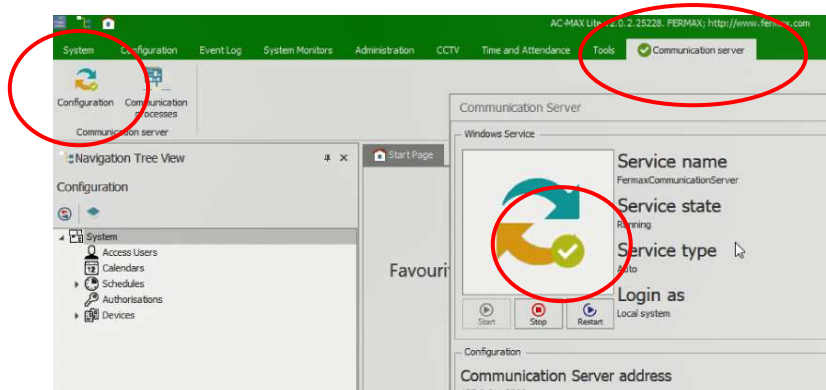 AC-MAX Lite v2.0.2.25228. FERMAX; http://www.fermax.com
System Configuration Event Log System Monitors Administration CCTV Time and Attendance Tools Communication server
Configuration Communication processes
Communication server
Navigation Tree View
Configuration
System
Access Users
12 Calendars
Schedules
Authorisations
Devices
Start Page
Favouri
Communication Server
Windows Service
Service name
FermaxCommunicationServer
Service state
Running
Service type
Auto
Login as
Local system
Start Stop Restart
Configuration
Communication Server address